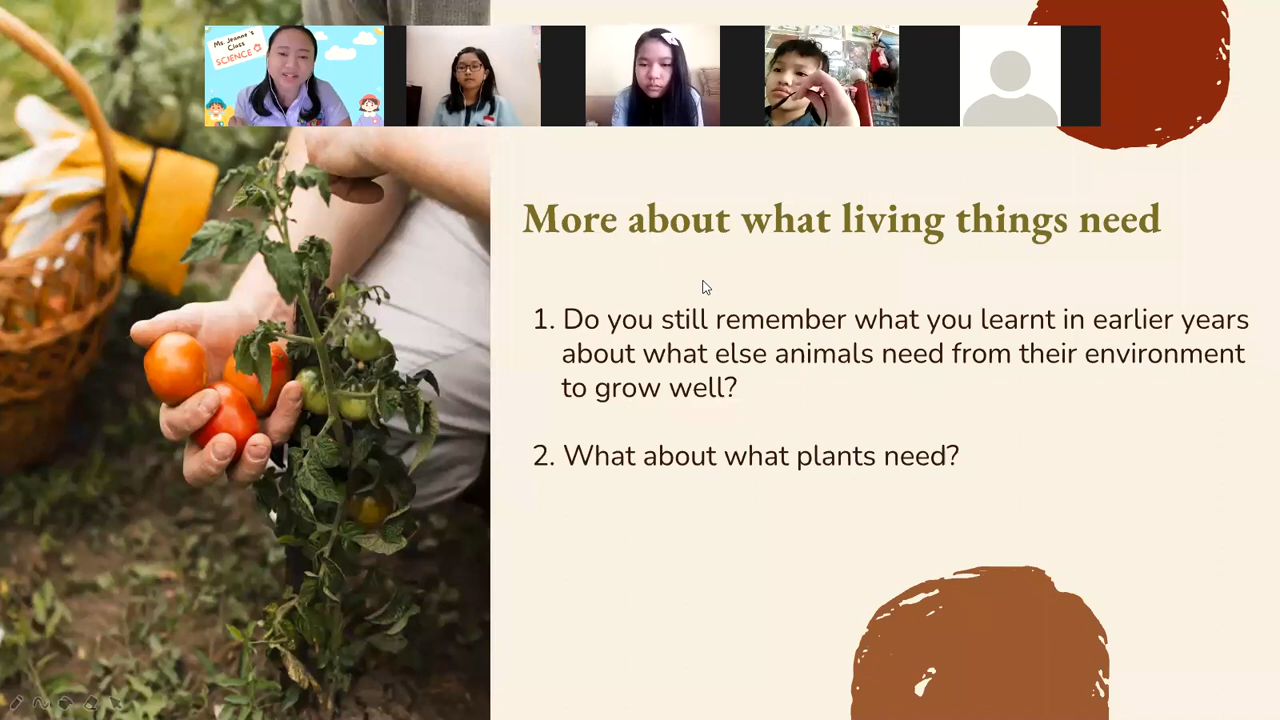 Ms. Jeanne's
Class
SCIENCE
More about what living things need
1. Do you still remember what you learnt in earlier years
about what else animals need from their environment
to grow well?
2. What about what plants need?